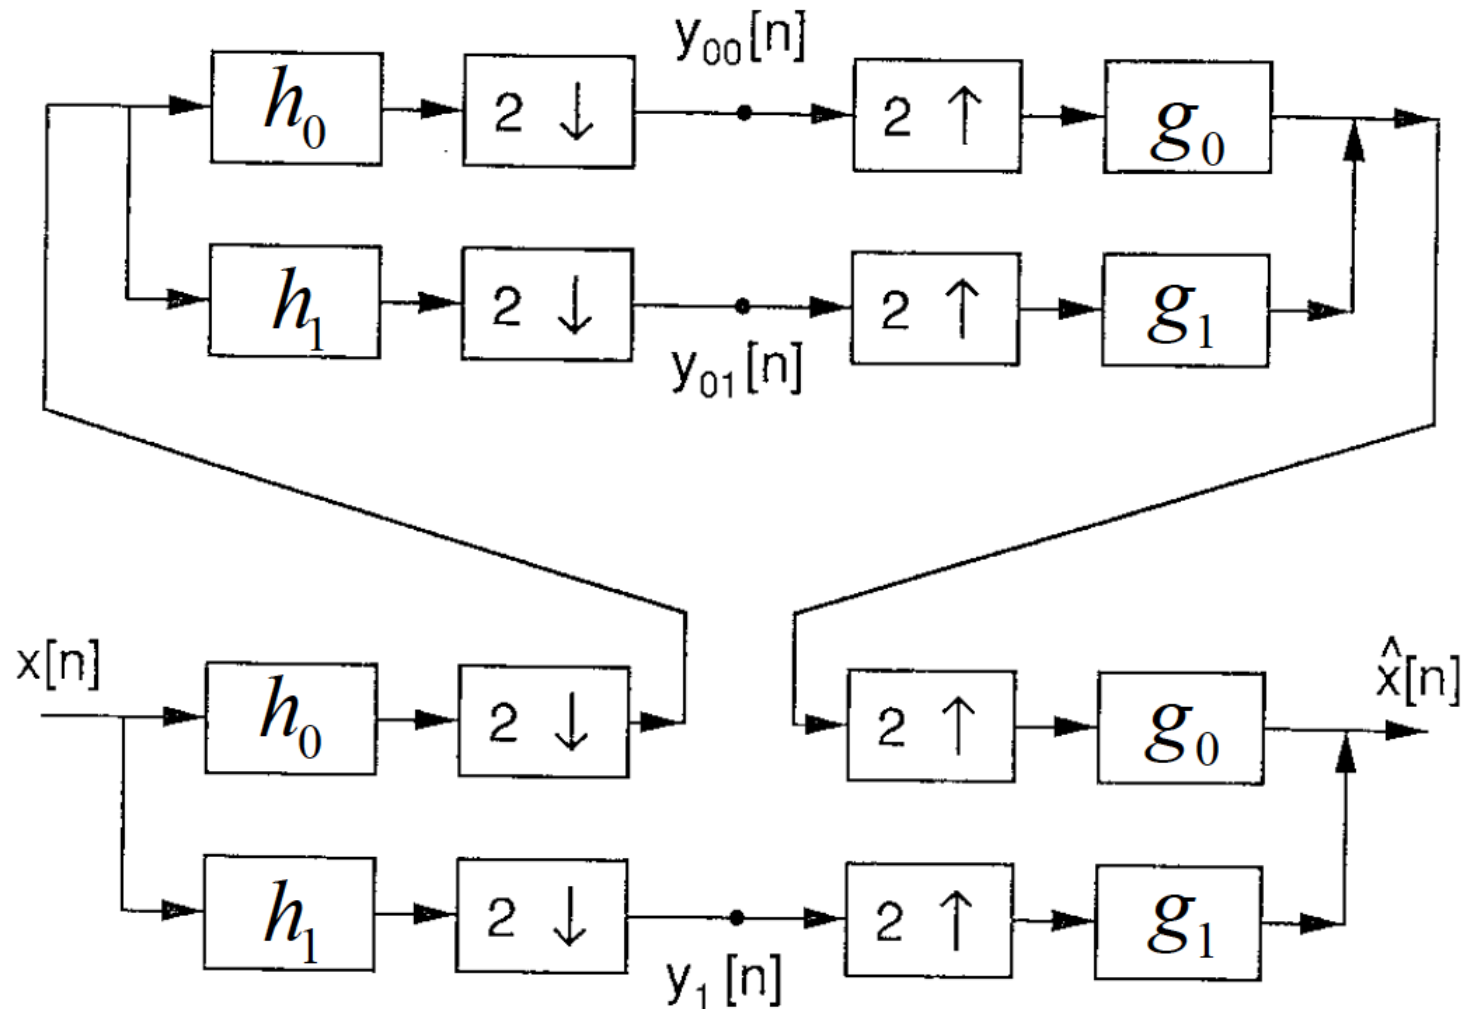 y₀₀[n]
h₀ 2 ↓ 2 ↑ g₀
h₁ 2 ↓ 2 ↑ g₁
y₀₁[n]
x[n] x̂[n]
h₀ 2 ↓ 2 ↑ g₀
h₁ 2 ↓ 2 ↑ g₁
y₁[n]